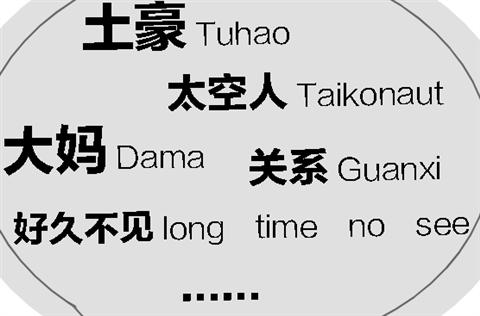 土豪 Tuhao
太空人 Taikonaut
大妈 Dama
关系 Guanxi
好久不见 long time no see
......